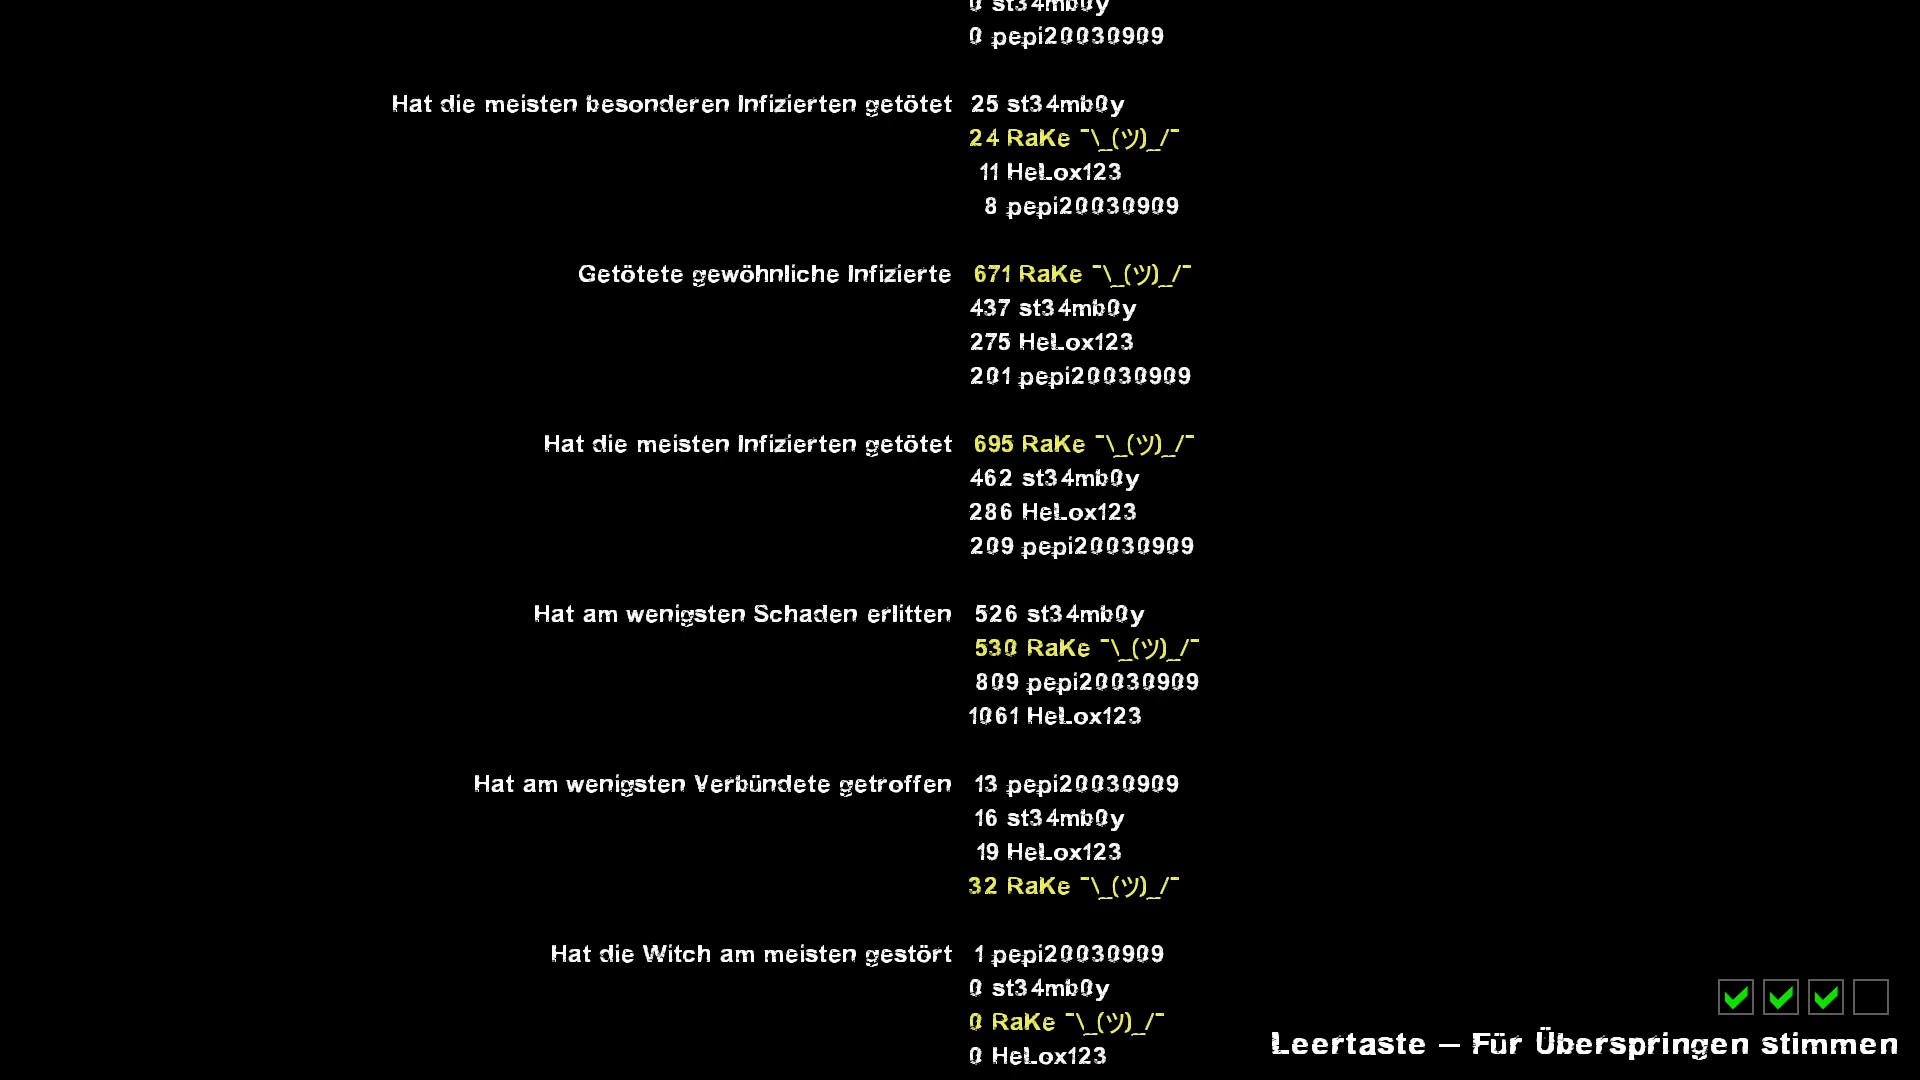 0 st34mb0y
0 pepi20030909
Hat die meisten besonderen Infizierten getötet 25 st34mb0y
24 RaKe ¯\_(ツ)_/¯
11 HeLox123
8 pepi20030909
Getötete gewöhnliche Infizierte 671 RaKe ¯\_(ツ)_/¯
437 st34mb0y
275 HeLox123
201 pepi20030909
Hat die meisten Infizierten getötet 695 RaKe ¯\_(ツ)_/¯
462 st34mb0y
286 HeLox123
209 pepi20030909
Hat am wenigsten Schaden erlitten 526 st34mb0y
530 RaKe ¯\_(ツ)_/¯
809 pepi20030909
1061 HeLox123
Hat am wenigsten Verbündete getroffen 13 pepi20030909
16 st34mb0y
19 HeLox123
32 RaKe ¯\_(ツ)_/¯
Hat die Witch am meisten gestört 1 pepi20030909
0 st34mb0y
0 RaKe ¯\_(ツ)_/¯
0 HeLox123
Leertaste – Für Überspringen stimmen